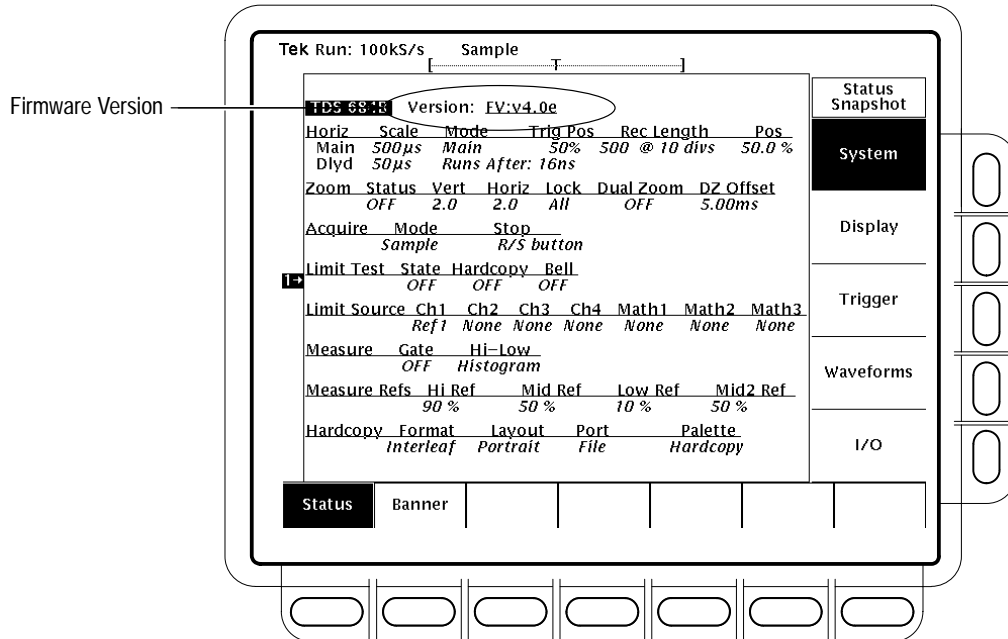 Tek Run: 100kS/s Sample
[ T ]
Status Snapshot
Firmware Version
Version: FV:v4.0e
Horiz Scale Mode Trig Pos Rec Length Pos
Main 500µs Main 50% 500 @ 10 divs 50.0 %
Dlyd 50µs Runs After: 16ns
System
Zoom Status Vert Horiz Lock Dual Zoom DZ Offset
OFF 2.0 2.0 All OFF 5.00ms
Display
Acquire Mode Stop
Sample R/S button
1→
Limit Test State Hardcopy Bell
OFF OFF OFF
Trigger
Limit Source Ch1 Ch2 Ch3 Ch4 Math1 Math2 Math3
Ref1 None None None None None None
Measure Gate Hi-Low
OFF Histogram
Waveforms
Measure Refs Hi Ref Mid Ref Low Ref Mid2 Ref
90 % 50 % 10 % 50 %
Hardcopy Format Layout Port Palette
Interleaf Portrait File Hardcopy
I/O
Status Banner